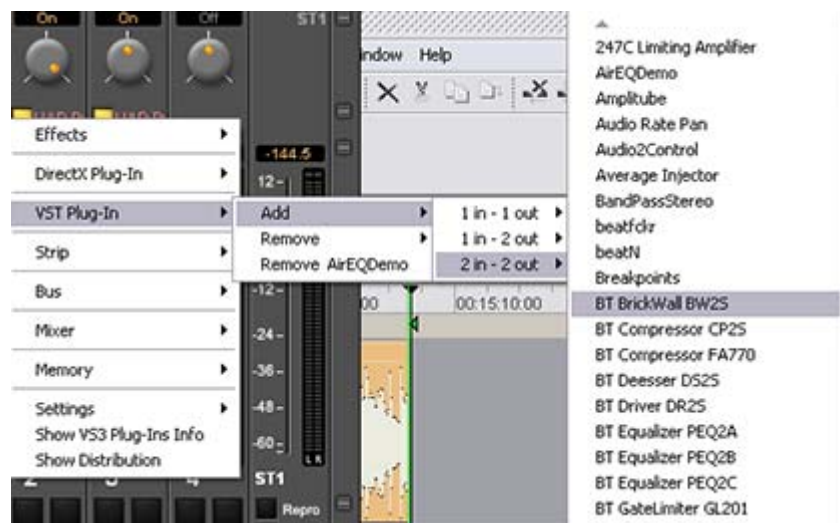 On
On
Off
ST1
indow Help
-144.5
12-
Effects
DirectX Plug-In
VST Plug-In
Strip
Bus
Mixer
Memory
Settings
Show VS3 Plug-Ins Info
Show Distribution
Add
Remove
Remove AirEQDemo
1 in - 1 out
1 in - 2 out
2 in - 2 out
-12-
00
00:15:10:00
-24-
-36-
-48-
-60-
L R
ST1
Repro
2
3
4
247C Limiting Amplifier
AirEQDemo
Amplitube
Audio Rate Pan
Audio2Control
Average Injector
BandPassStereo
beatfckr
beatN
Breakpoints
BT BrickWall BW2S
BT Compressor CP2S
BT Compressor FA770
BT Deesser DS2S
BT Driver DR2S
BT Equalizer PEQ2A
BT Equalizer PEQ2B
BT Equalizer PEQ2C
BT GateLimiter GL201